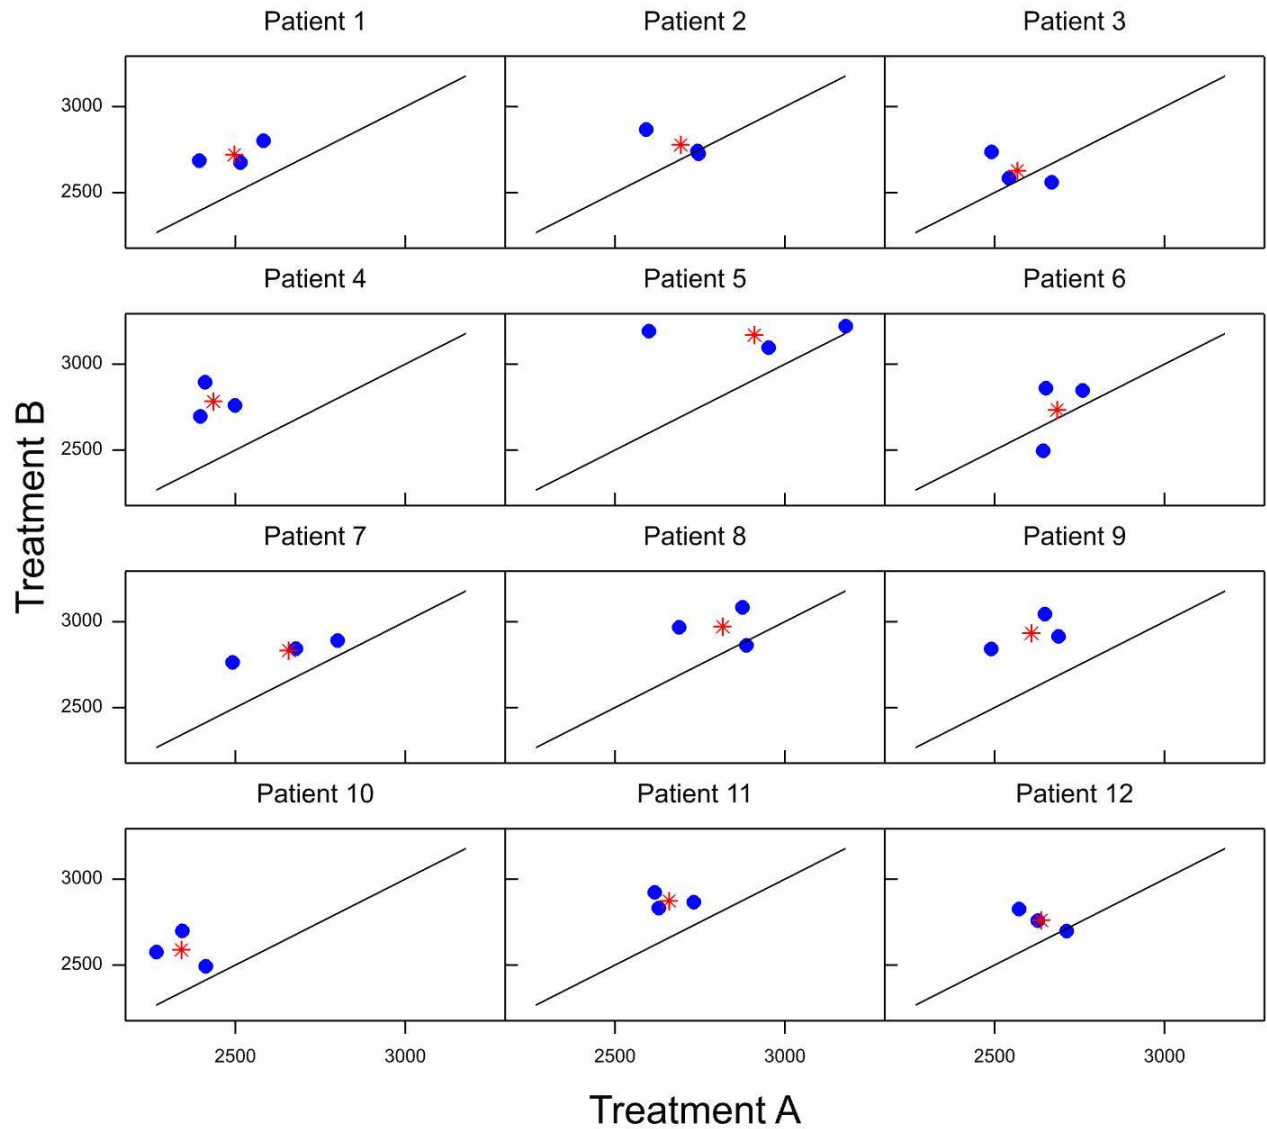 Patient 1 Patient 2 Patient 3
3000
2500
Patient 4 Patient 5 Patient 6
3000
2500
Treatment B
Patient 7 Patient 8 Patient 9
3000
2500
Patient 10 Patient 11 Patient 12
3000
2500
2500 3000 2500 3000 2500 3000
Treatment A